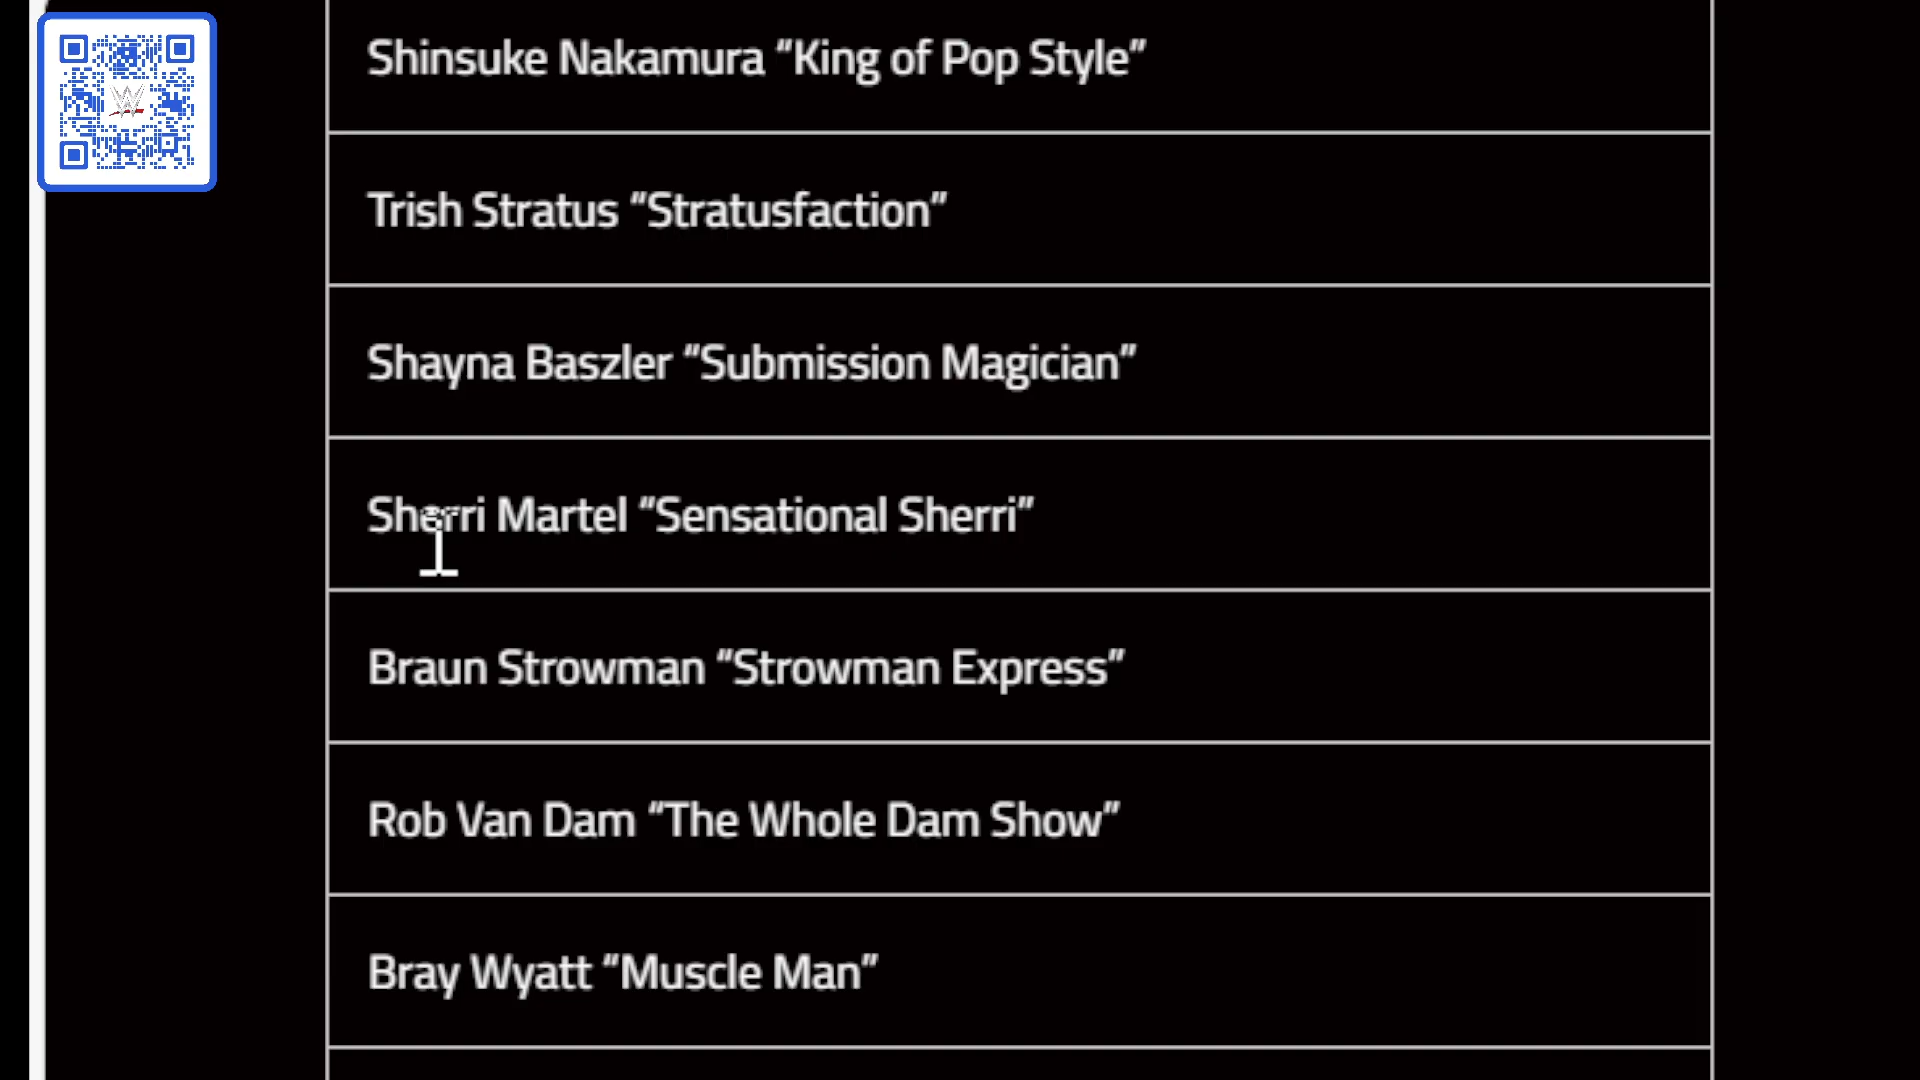 Shinsuke Nakamura “King of Pop Style”
Trish Stratus “Stratusfaction”
Shayna Baszler “Submission Magician”
Sherri Martel “Sensational Sherri”
Braun Strowman “Strowman Express”
Rob Van Dam “The Whole Dam Show”
Bray Wyatt “Muscle Man”